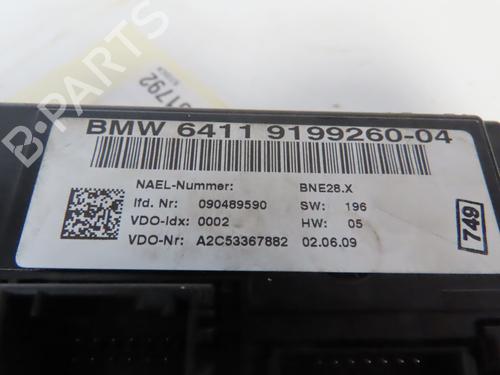 51792
B-PARTS
BMW 6411 9199260-04
NAEL-Nummer: BNE28.X
lfd. Nr: 090489590 SW: 196
VDO-Idx: 0002 HW: 05
VDO-Nr: A2C53367882 02.06.09
749